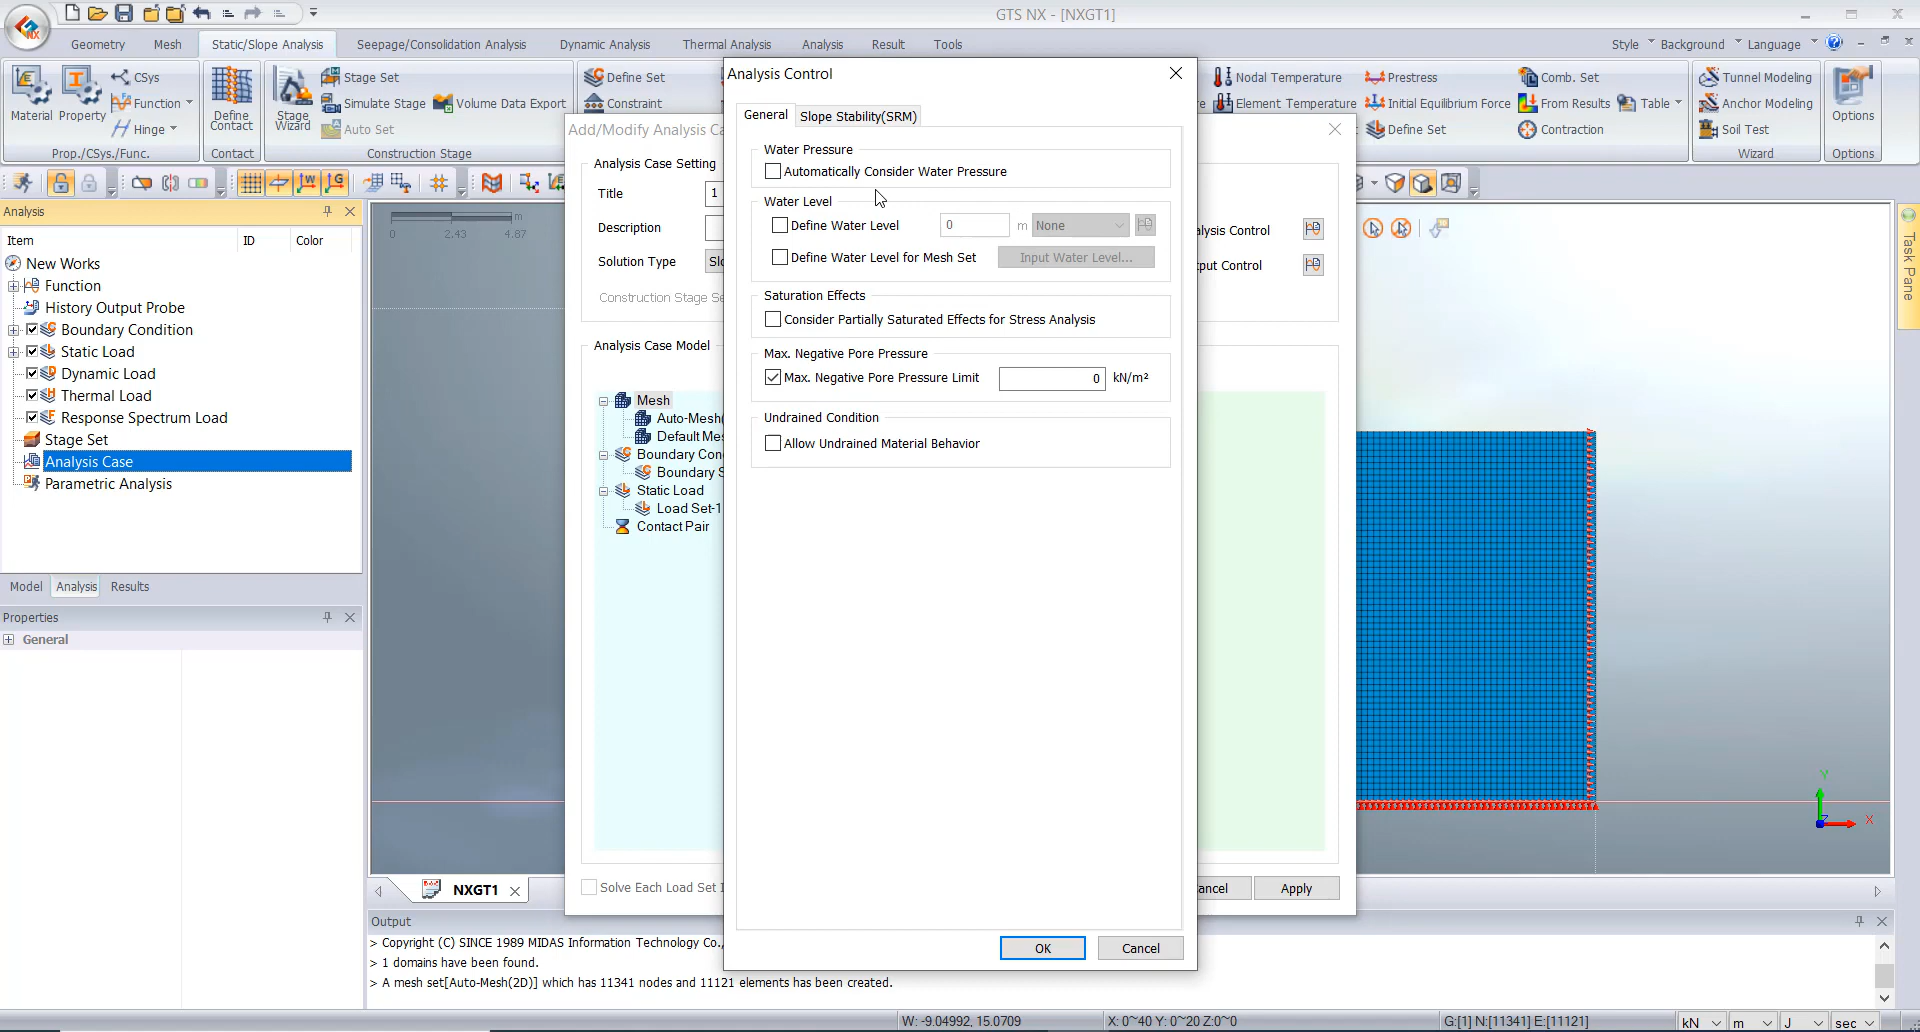 GTS NX - [NXGT1]
Geometry Mesh Static/Slope Analysis Seepage/Consolidation Analysis Dynamic Analysis Thermal Analysis Analysis Result Tools Style Background Language
Material
Property
CSys
Function
Hinge
Prop./CSys./Func.
Define Contact
Contact
Stage Wizard
Stage Set
Simulate Stage
Volume Data Export
Auto Set
Construction Stage
Define Set
Constraint
Nodal Temperature
Element Temperature
Prestress
Initial Equilibrium Force
Define Set
Comb. Set
From Results
Table
Contraction
Tunnel Modeling
Anchor Modeling
Soil Test
Wizard
Options
Options
Analysis
Item ID Color
New Works
Function
History Output Probe
Boundary Condition
Static Load
Dynamic Load
Thermal Load
Response Spectrum Load
Stage Set
Analysis Case
Parametric Analysis
Model Analysis Results
Properties
General
m
0 2.43 4.87
Add/Modify Analysis Ca
Analysis Case Setting
Title 1
Description
Solution Type Slo
Construction Stage Se
Analysis Case Model
Mesh
Auto-Mesh(
Default Mes
Boundary Con
Boundary S
Static Load
Load Set-1
Contact Pair
Solve Each Load Set I
alysis Control
tput Control
ancel Apply
Analysis Control
General Slope Stability(SRM)
Water Pressure
Automatically Consider Water Pressure
Water Level
Define Water Level 0 m None
Define Water Level for Mesh Set Input Water Level...
Saturation Effects
Consider Partially Saturated Effects for Stress Analysis
Max. Negative Pore Pressure
Max. Negative Pore Pressure Limit 0 kN/m²
Undrained Condition
Allow Undrained Material Behavior
OK Cancel
Task Pane
Y
Z
X
NXGT1
Output
> Copyright (C) SINCE 1989 MIDAS Information Technology Co.,
> 1 domains have been found.
> A mesh set[Auto-Mesh(2D)] which has 11341 nodes and 11121 elements has been created.
W: -9.04992, 15.0709 X: 0~40 Y: 0~20 Z:0~0 G:[1] N:[11341] E:[11121] kN m J sec